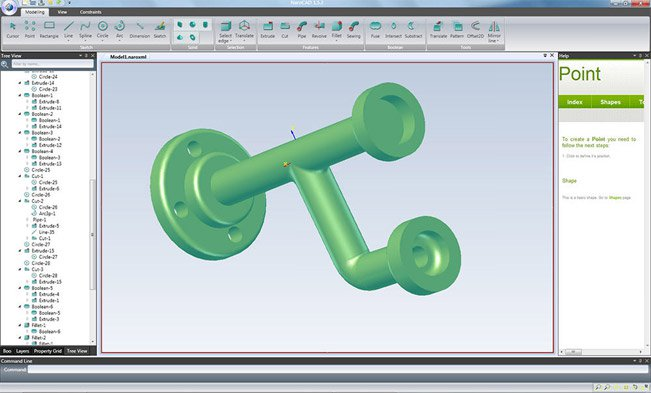 NaroCAD 1.5.2
Modeling View Constraints
Cursor Point Rectangle Line Spline Circle Arc Dimension Sketch Select edge Translate Extrude Cut Pipe Revolve Fillet Sewing Fuse Intersect Subtract Translate Pattern Offset2D Mirror line
Sketch Solid Selection Features Boolean Tools
Tree View
Model1.naroxml
Help
Filter by name...
Circle-24
Extrude-14
Circle-23
Boolean-1
Extrude-8
Extrude-11
Boolean-2
Boolean-1
Extrude-14
Boolean-3
Boolean-2
Extrude-12
Boolean-4
Boolean-3
Extrude-13
Circle-25
Cut-1
Circle-25
Extrude-6
Circle-26
Cut-2
Circle-26
Pipe-1
Extrude-5
Line-35
Cut-1
Circle-27
Extrude-15
Circle-27
Circle-28
Cut-3
Circle-28
Extrude-15
Boolean-5
Extrude-4
Extrude-1
Boolean-6
Boolean-5
Extrude-3
Fillet-1
Boolean-6
Fillet-2
Fillet-1
Point
Index Shapes
To create a Point you need to
follow the next steps:
1. Click to define it's position.
Shape
This is a basic shape. Go to Shapes page.
Boo Layers Property Grid Tree View
Command Line
Command: